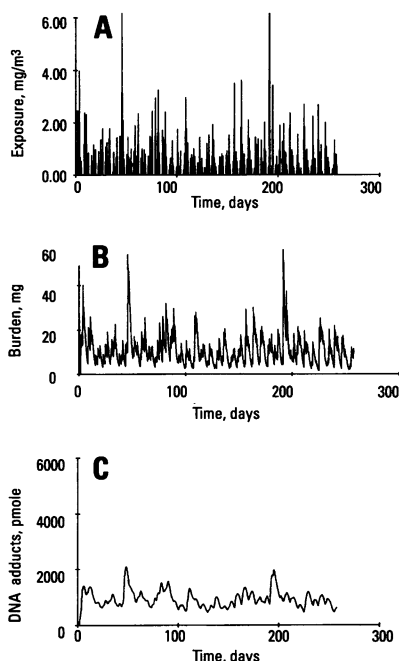 A
Exposure, mg/m3
6.00
4.00
2.00
0.00
0 100 200 300
Time, days
B
Burden, mg
60
40
20
0
0 100 200 300
Time, days
C
DNA adducts, pmole
6000
4000
2000
0
0 100 200 300
Time, days